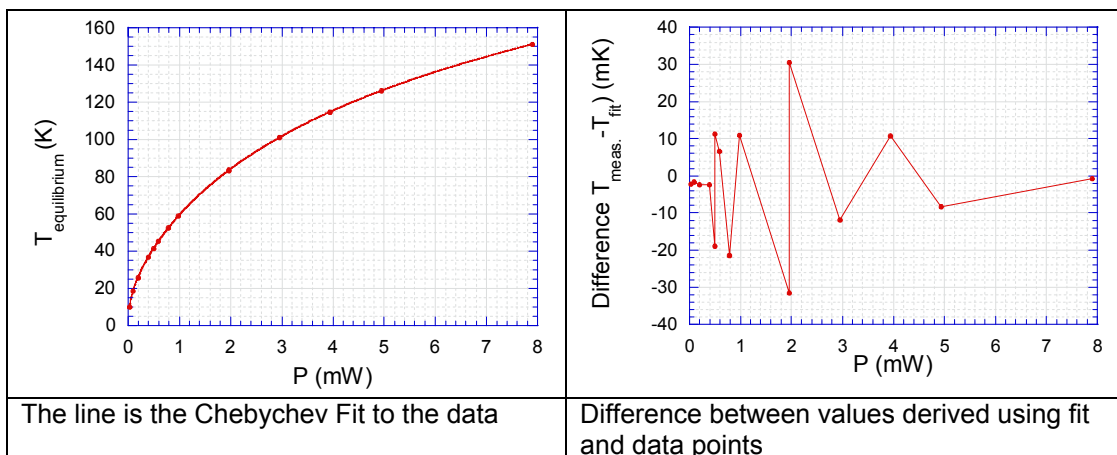 160
140
120
100
80
60
40
20
0
T equilibrium (K)
0 1 2 3 4 5 6 7 8
P (mW)
40
30
20
10
0
-10
-20
-30
-40
Difference T meas. -T fit) (mK)
0 1 2 3 4 5 6 7 8
P (mW)
The line is the Chebychev Fit to the data
Difference between values derived using fit
and data points